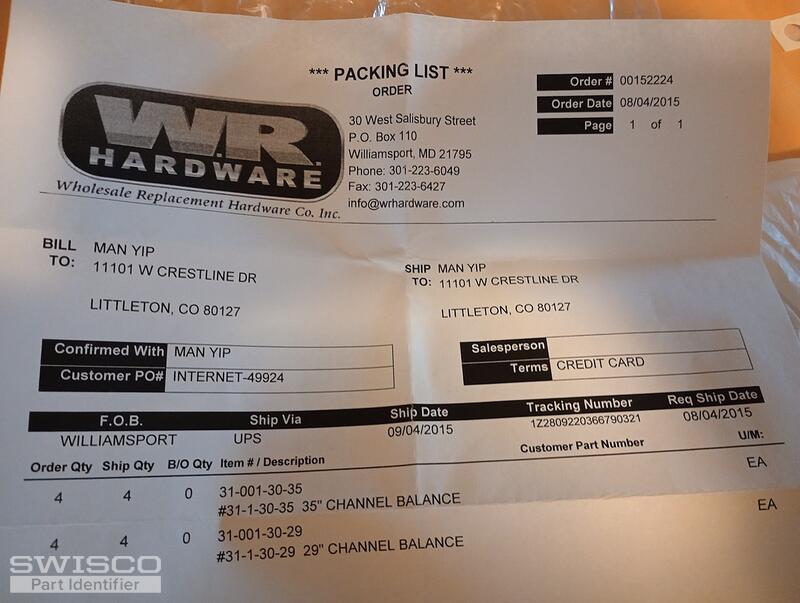 *** PACKING LIST ***
ORDER
Order # 00152224
Order Date 08/04/2015
Page 1 of 1
W.R.
HARDWARE
Wholesale Replacement Hardware Co. Inc.
30 West Salisbury Street
P.O. Box 110
Williamsport, MD 21795
Phone: 301-223-6049
Fax: 301-223-6427
info@wrhardware.com
BILL TO: MAN YIP
11101 W CRESTLINE DR
LITTLETON, CO 80127
SHIP TO: MAN YIP
11101 W CRESTLINE DR
LITTLETON, CO 80127
Confirmed With MAN YIP
Customer PO# INTERNET-49924
Salesperson
Terms CREDIT CARD
F.O.B. Ship Via Ship Date Tracking Number Req Ship Date
WILLIAMSPORT UPS 09/04/2015 1Z2809220366790321 08/04/2015
Order Qty Ship Qty B/O Qty Item # / Description Customer Part Number U/M:
4 4 0 31-001-30-35 EA
#31-1-30-35 35" CHANNEL BALANCE
4 4 0 31-001-30-29 EA
#31-1-30-29 29" CHANNEL BALANCE
SWISCO
Part Identifier